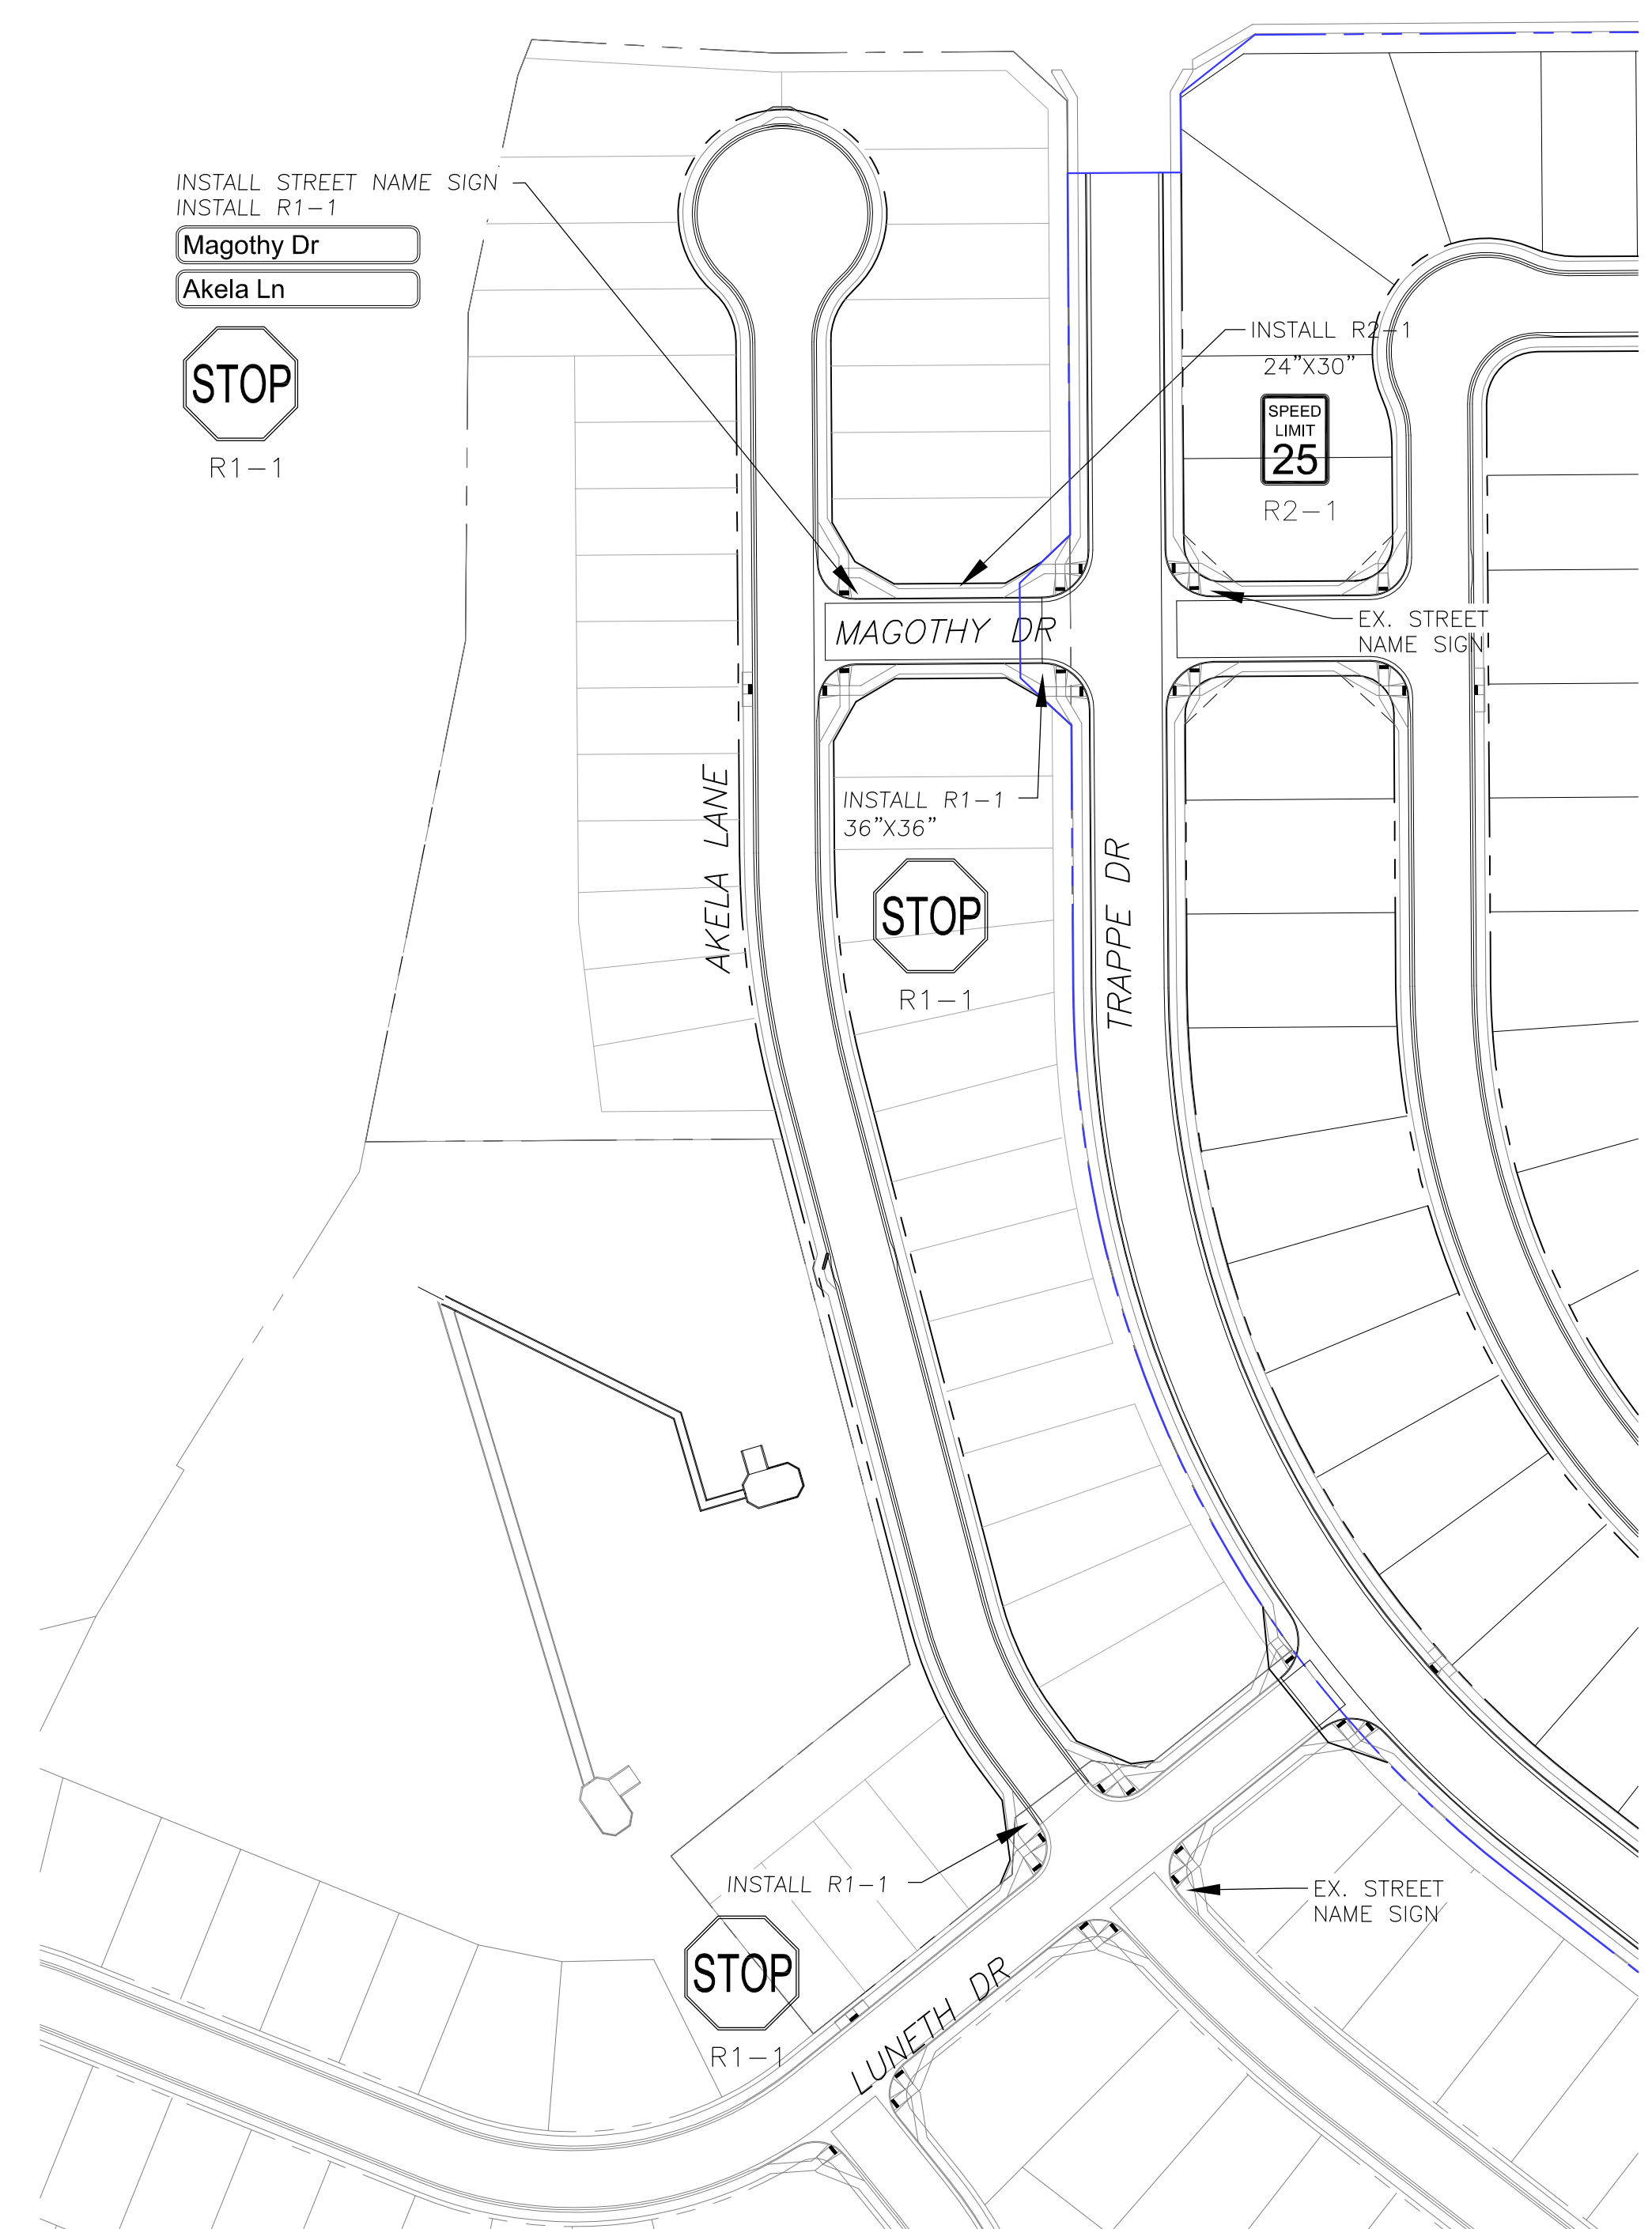 INSTALL STREET NAME SIGN
INSTALL R1-1
Magothy Dr
Akela Ln
STOP
R1-1
INSTALL R2-1
24"X30"
SPEED
LIMIT
25
R2-1
MAGOTHY DR
EX. STREET
NAME SIGN
AKELA LANE
INSTALL R1-1
36"X36"
STOP
R1-1
TRAPPE DR
INSTALL R1-1
STOP
R1-1
EX. STREET
NAME SIGN
LUNETH DR